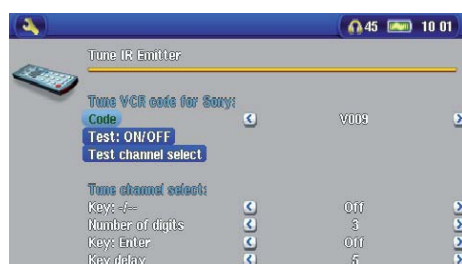 45 10 01
Tune IR Emitter
Tune VCR code for Sony:
Code V009
Test: ON/OFF
Test channel select
Tune channel select:
Key: -/-- Off
Number of digits 3
Key: Enter Off
Key delay 5